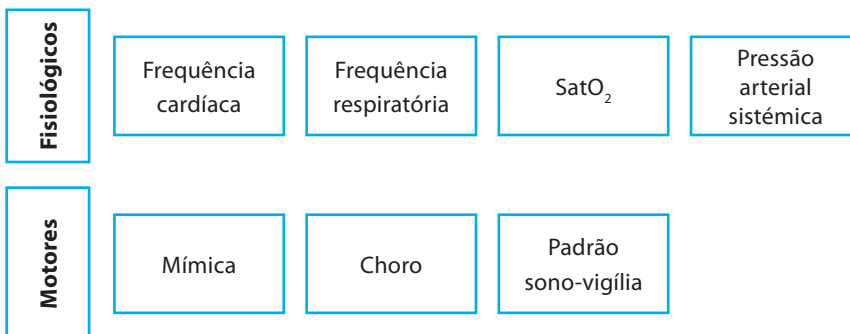 Fisiológicos
Frequência
cardíaca
Frequência
respiratória
SatO₂
Pressão
arterial
sistémica
Motores
Mímica
Choro
Padrão
sono-vigília